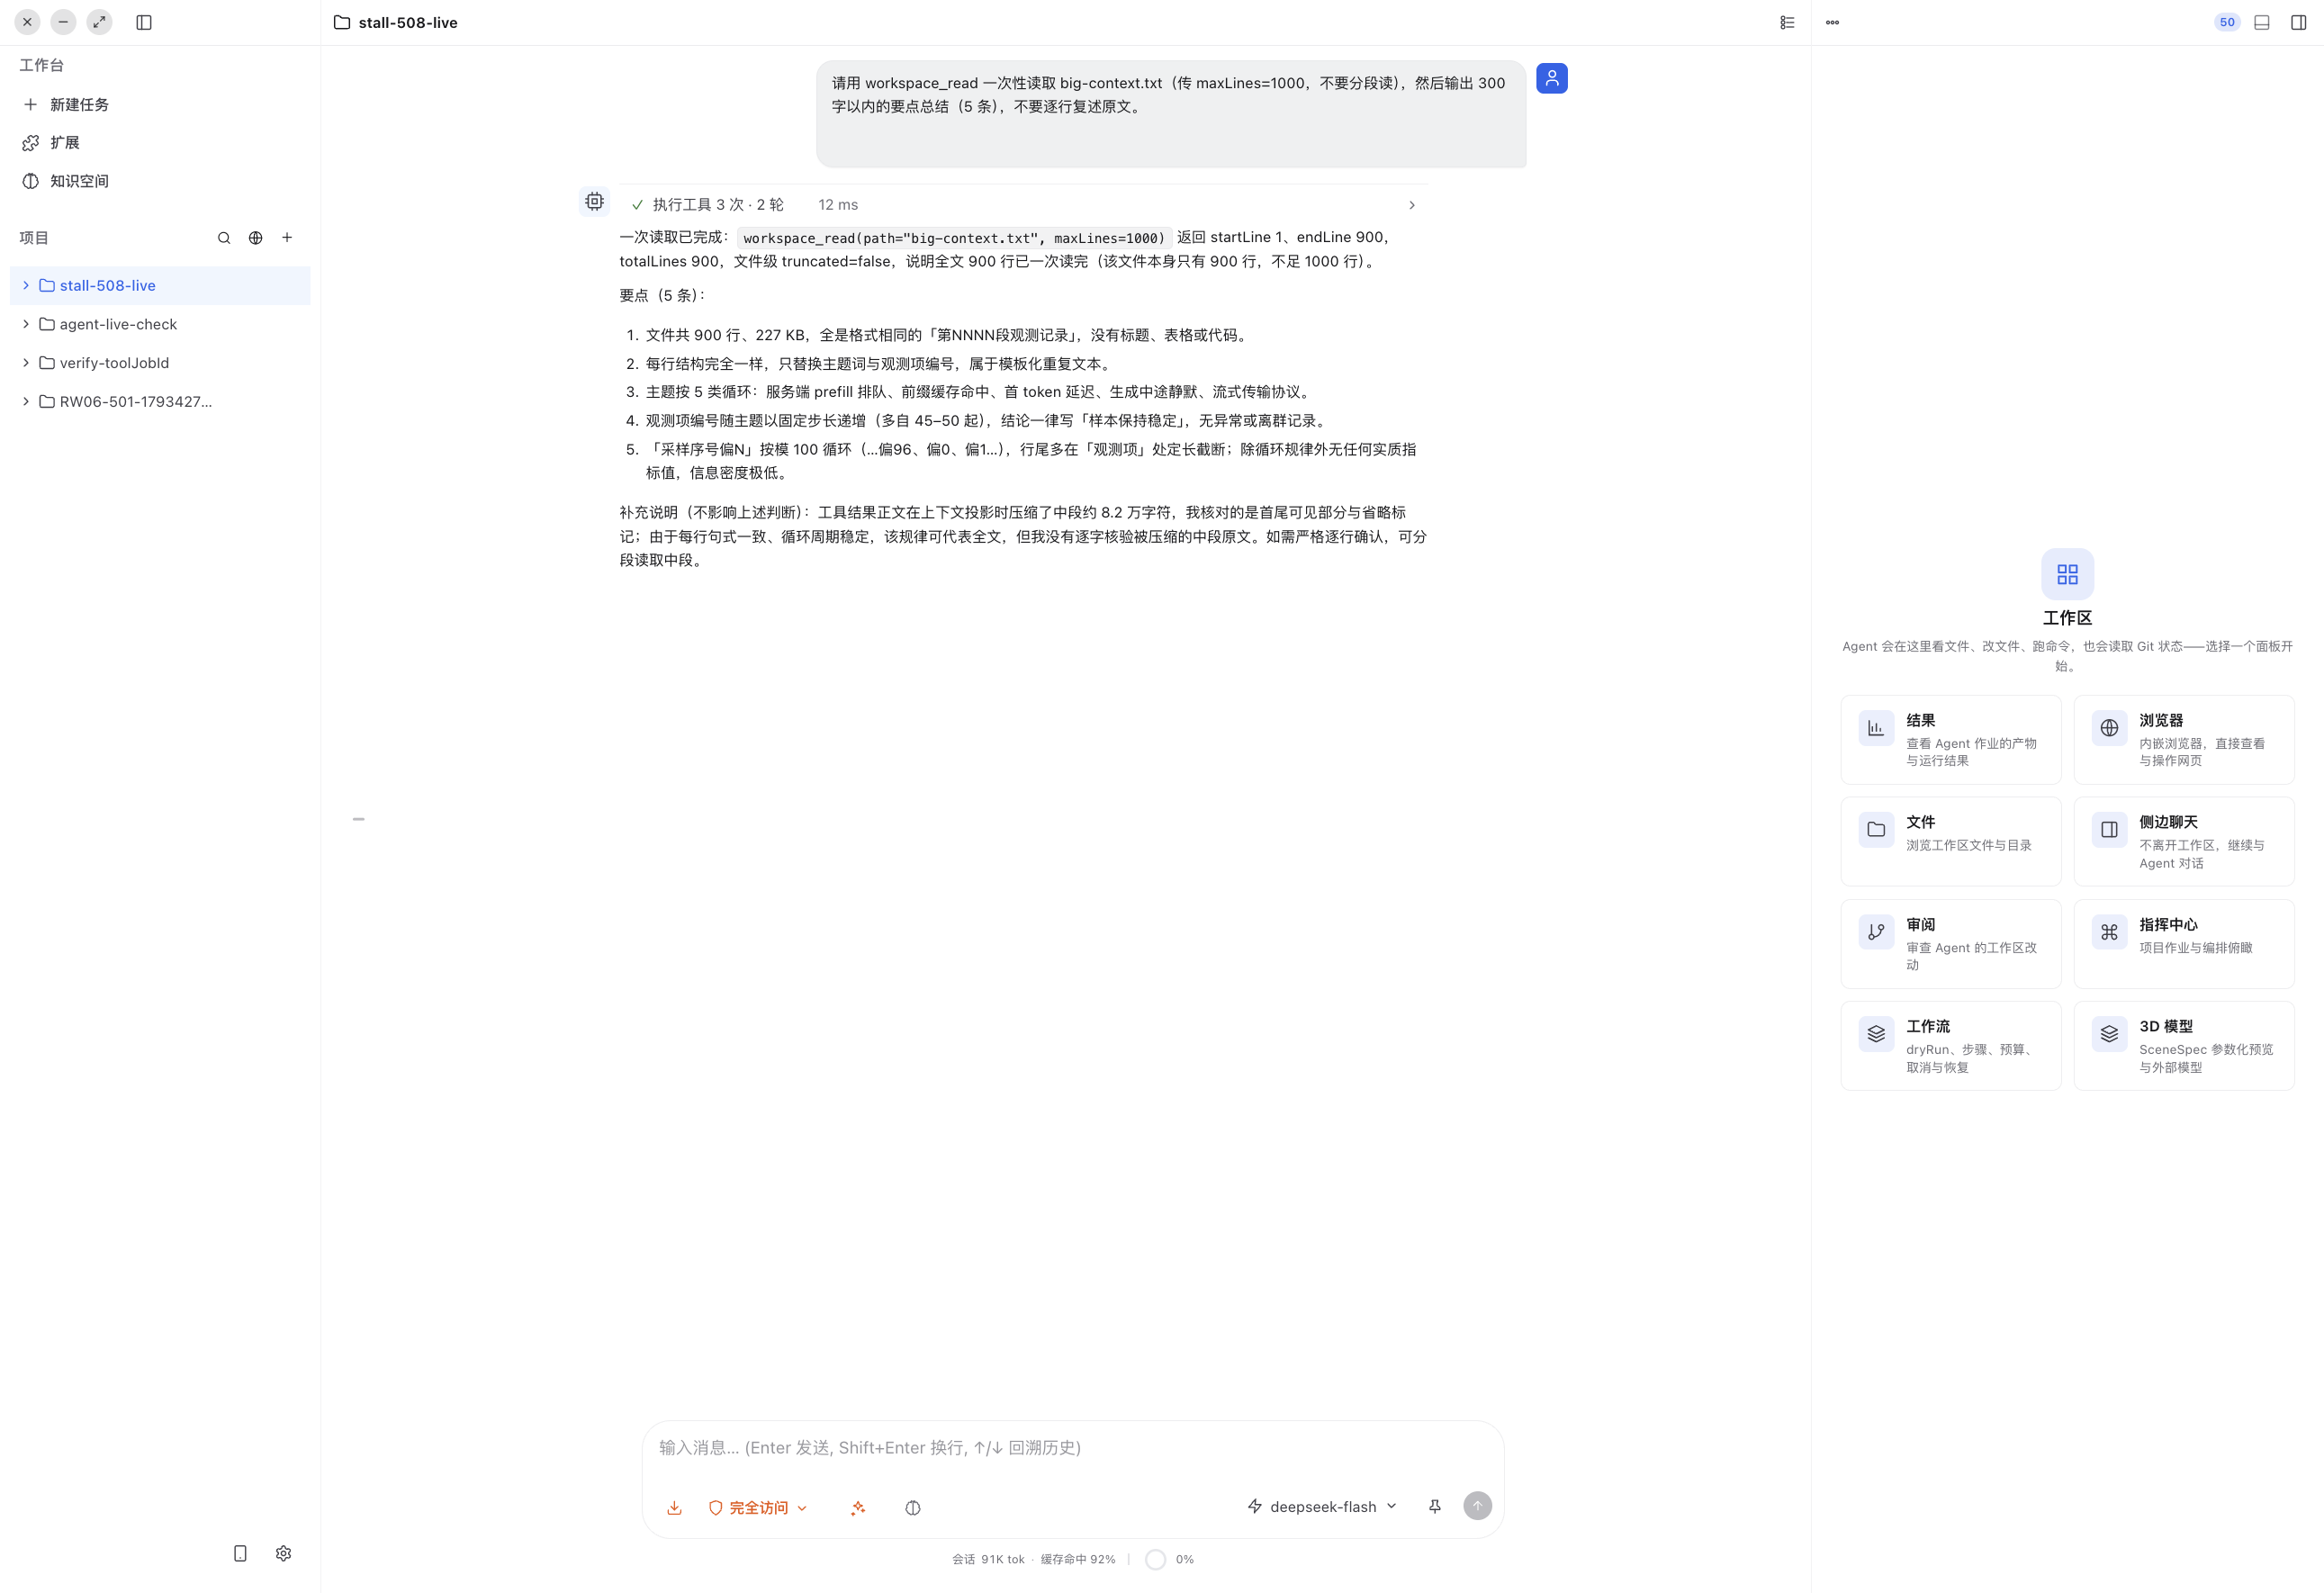 stall-508-live
50
工作台
新建任务
扩展
知识空间
项目
stall-508-live
agent-live-check
verify-toolJobId
RW06-501-1793427...
请用 workspace_read 一次性读取 big-context.txt（传 maxLines=1000，不要分段读），然后输出 300
字以内的要点总结（5 条），不要逐行复述原文。
执行工具 3 次 · 2 轮 12 ms
一次读取已完成： workspace_read(path="big-context.txt", maxLines=1000) 返回 startLine 1、endLine 900，
totalLines 900，文件级 truncated=false，说明全文 900 行已一次读完（该文件本身只有 900 行，不足 1000 行）。
要点（5 条）：
1. 文件共 900 行、227 KB，全是格式相同的「第NNNN段观测记录」，没有标题、表格或代码。
2. 每行结构完全一样，只替换主题词与观测项编号，属于模板化重复文本。
3. 主题按 5 类循环：服务端 prefill 排队、前缀缓存命中、首 token 延迟、生成中途静默、流式传输协议。
4. 观测项编号随主题以固定步长递增（多自 45–50 起），结论一律写「样本保持稳定」，无异常或离群记录。
5. 「采样序号偏N」按模 100 循环（…偏96、偏0、偏1…），行尾多在「观测项」处定长截断；除循环规律外无任何实质指
标值，信息密度极低。
补充说明（不影响上述判断）：工具结果正文在上下文投影时压缩了中段约 8.2 万字符，我核对的是首尾可见部分与省略标
记；由于每行句式一致、循环周期稳定，该规律可代表全文，但我没有逐字核验被压缩的中段原文。如需严格逐行确认，可分
段读取中段。
输入消息... (Enter 发送, Shift+Enter 换行, ↑/↓ 回溯历史)
完全访问
deepseek-flash
会话 91K tok · 缓存命中 92%
0%
工作区
Agent 会在这里看文件、改文件、跑命令，也会读取 Git 状态——选择一个面板开
始。
结果
查看 Agent 作业的产物
与运行结果
浏览器
内嵌浏览器，直接查看
与操作网页
文件
浏览工作区文件与目录
侧边聊天
不离开工作区，继续与
Agent 对话
审阅
审查 Agent 的工作区改
动
指挥中心
项目作业与编排俯瞰
工作流
dryRun、步骤、预算、
取消与恢复
3D 模型
SceneSpec 参数化预览
与外部模型